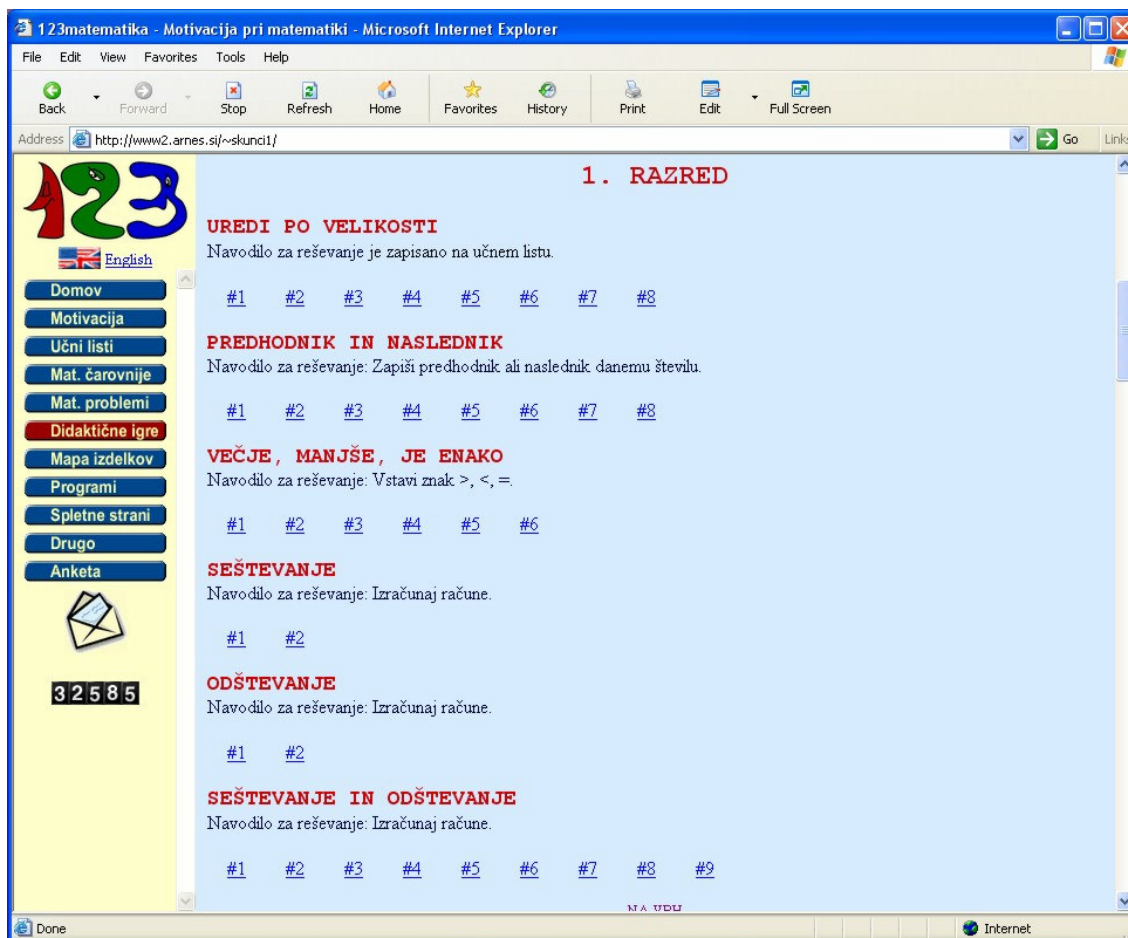 123matematika - Motivacija pri matematiki - Microsoft Internet Explorer
File Edit View Favorites Tools Help
Back Forward Stop Refresh Home Favorites History Print Edit Full Screen
Address http://www2.arnes.si/~skunci1/ Go Links
123
English
Domov
Motivacija
Učni listi
Mat. čarovnije
Mat. problemi
Didaktične igre
Mapa izdelkov
Programi
Spletne strani
Drugo
Anketa
32585
1. RAZRED
UREDI PO VELIKOSTI
Navodilo za reševanje je zapisano na učnem listu.
#1 #2 #3 #4 #5 #6 #7 #8
PREDHODNIK IN NASLEDNIK
Navodilo za reševanje: Zapiši predhodnik ali naslednik danemu številu.
#1 #2 #3 #4 #5 #6 #7 #8
VEČJE, MANJŠE, JE ENAKO
Navodilo za reševanje: Vstavi znak >, <, =.
#1 #2 #3 #4 #5 #6
SEŠTEVANJE
Navodilo za reševanje: Izračunaj račune.
#1 #2
ODŠTEVANJE
Navodilo za reševanje: Izračunaj račune.
#1 #2
SEŠTEVANJE IN ODŠTEVANJE
Navodilo za reševanje: Izračunaj račune.
#1 #2 #3 #4 #5 #6 #7 #8 #9
NA VRH
Done Internet